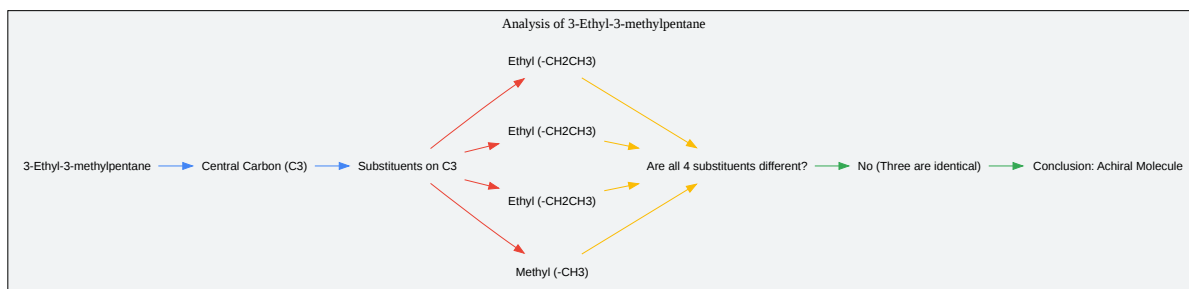 Analysis of 3-Ethyl-3-methylpentane
Ethyl (-CH2CH3)
Ethyl (-CH2CH3)
3-Ethyl-3-methylpentane
Central Carbon (C3)
Substituents on C3
Are all 4 substituents different?
No (Three are identical)
Conclusion: Achiral Molecule
Ethyl (-CH2CH3)
Methyl (-CH3)